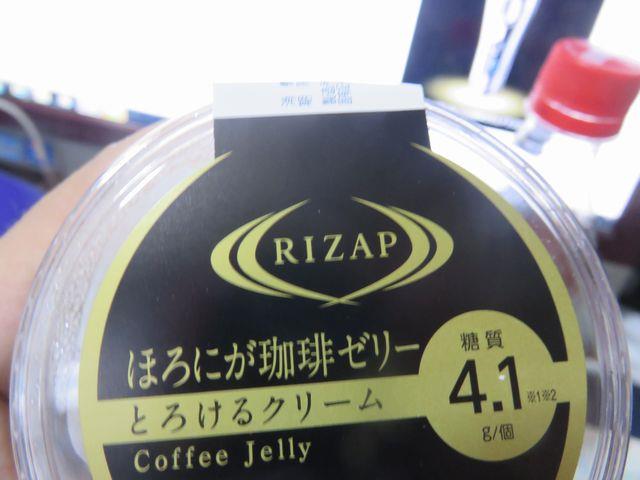 RIZAP
ほろにが珈琲ゼリー
とろけるクリーム
Coffee Jelly
糖質
4.1※1※2
g/個